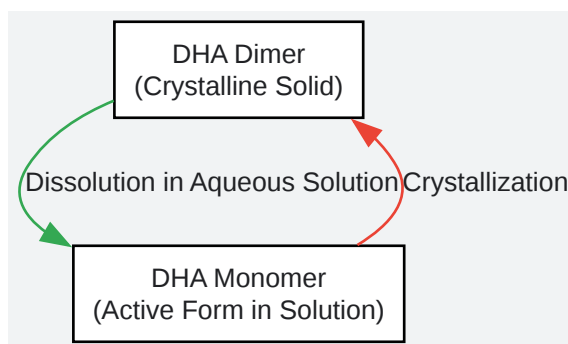 DHA Dimer
(Crystalline Solid)
Dissolution in Aqueous Solution
Crystallization
DHA Monomer
(Active Form in Solution)